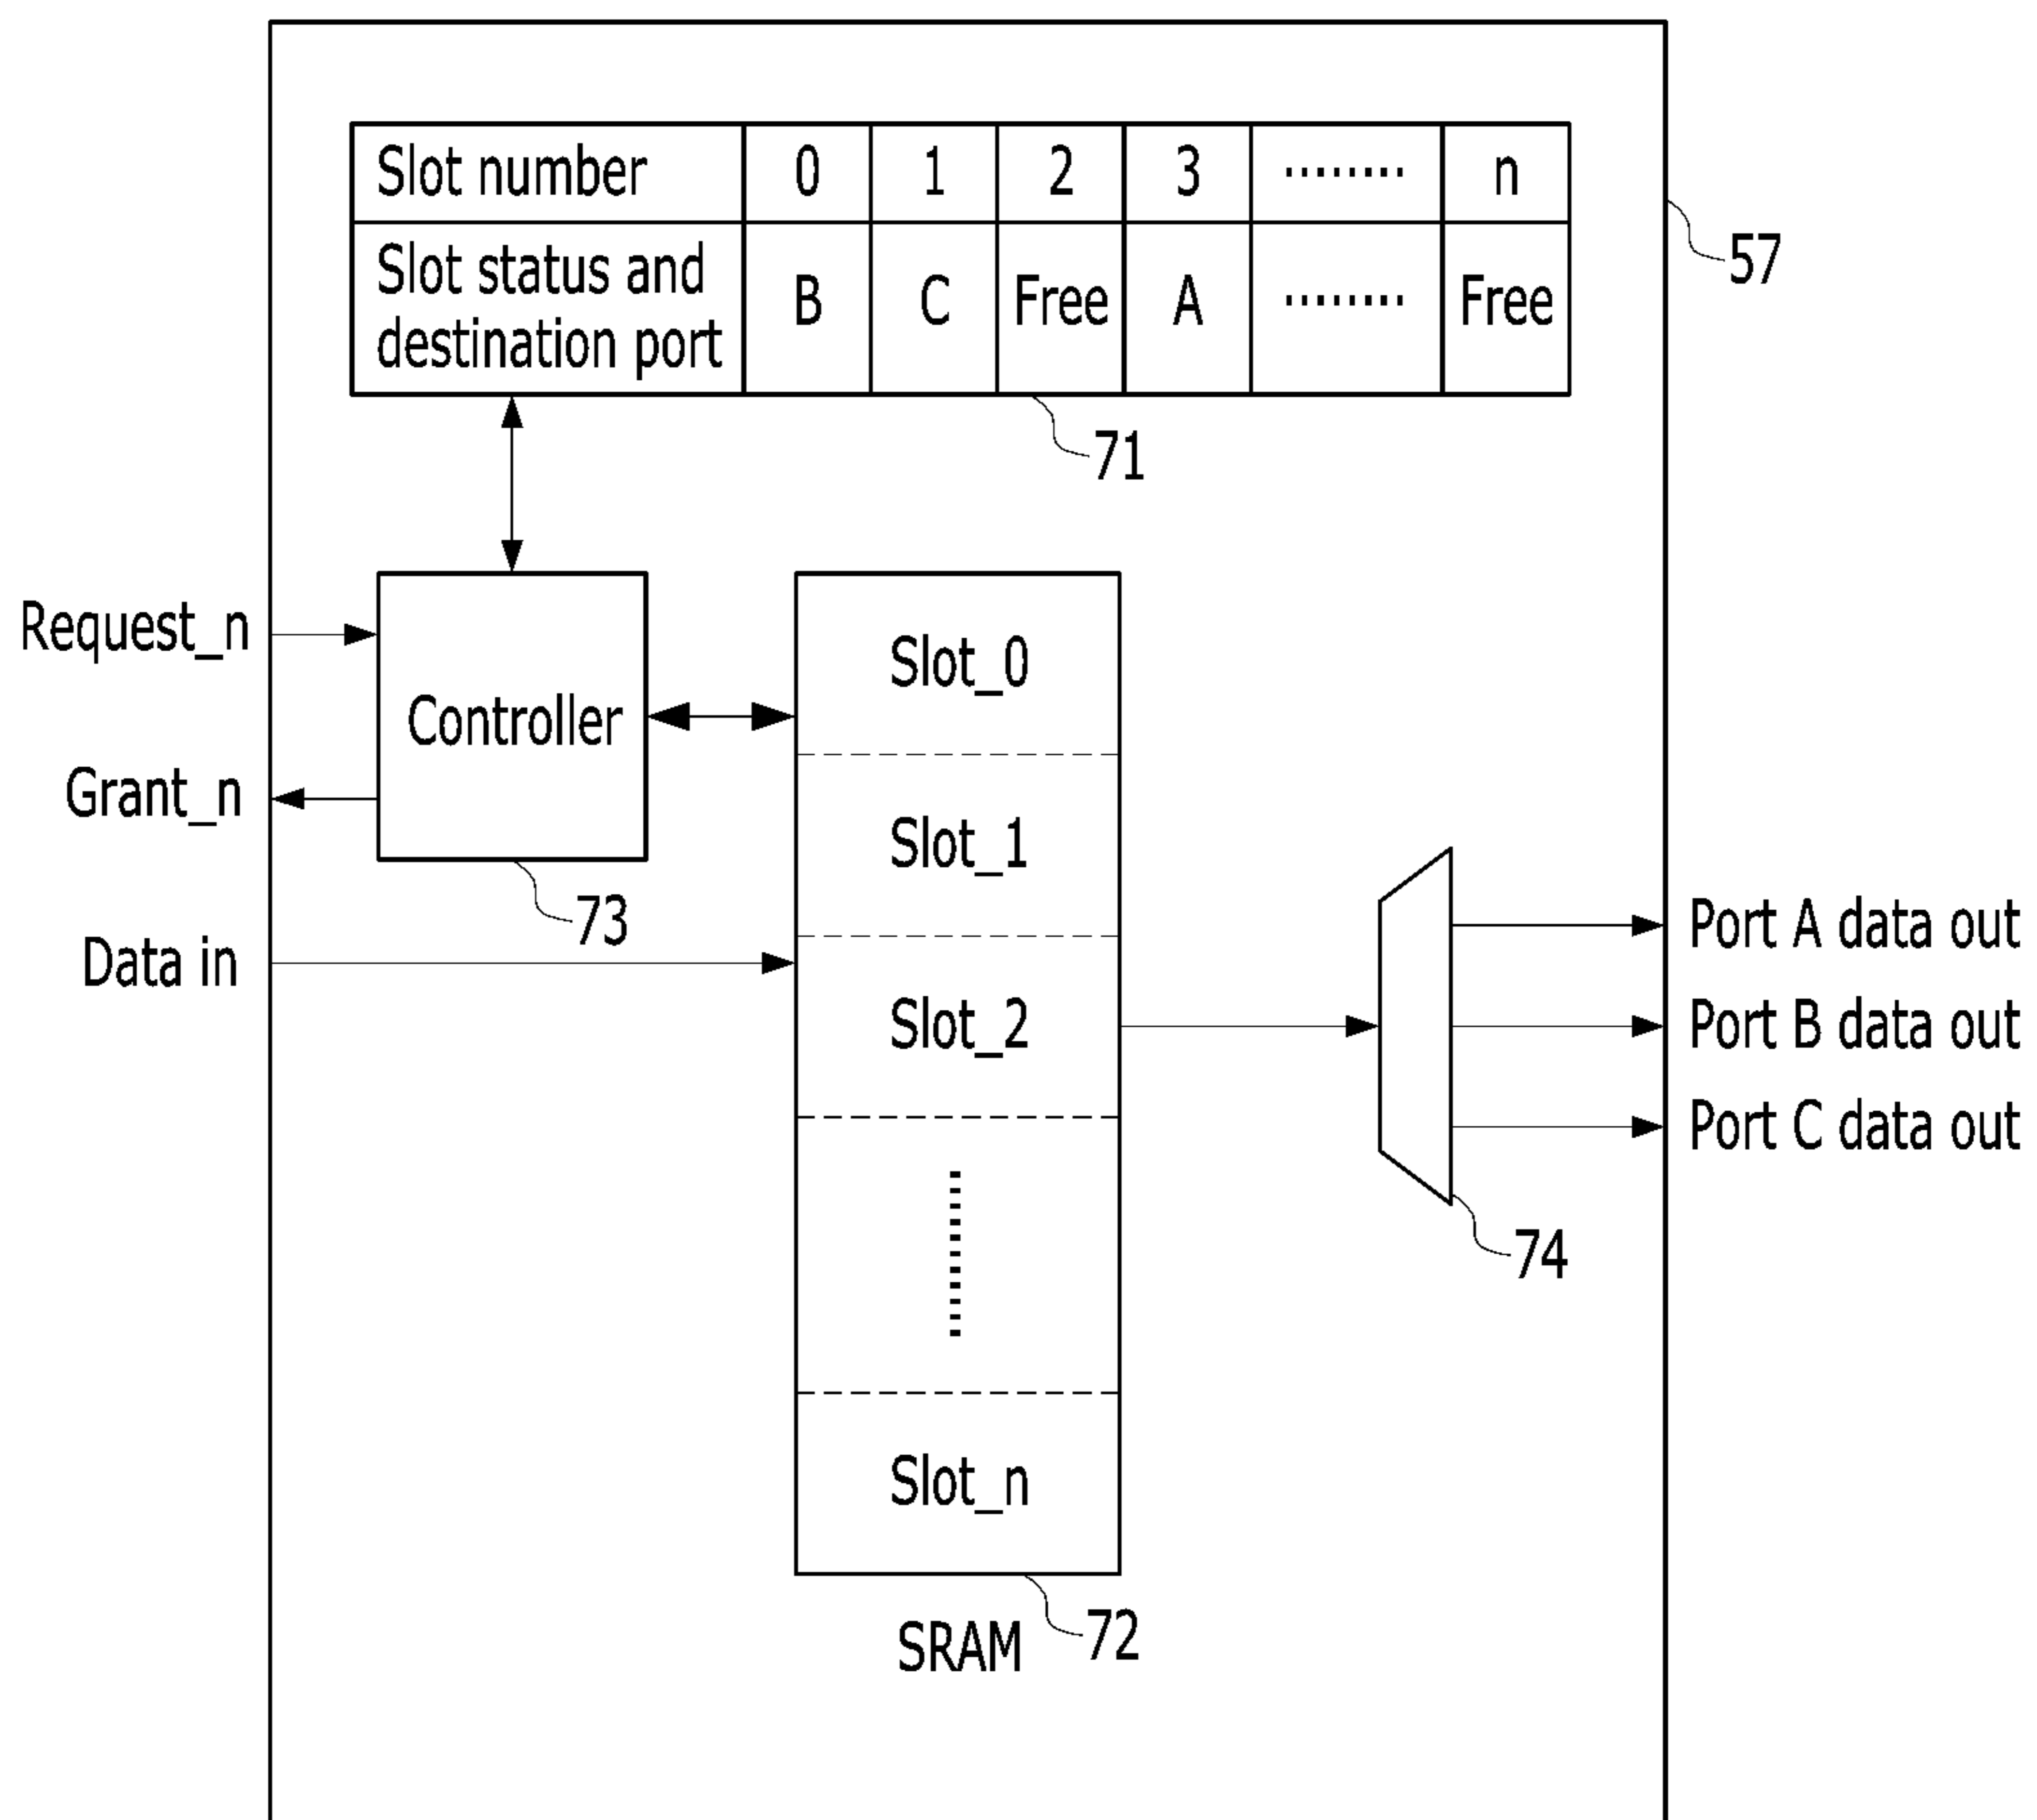 Slot number 0 1 2 3 ........ n
Slot status and destination port B C Free A ........ Free
57
71
Request_n
Controller
Grant_n
73
Data in
Slot_0
Slot_1
Slot_2
Slot_n
Port A data out
Port B data out
Port C data out
74
72
SRAM